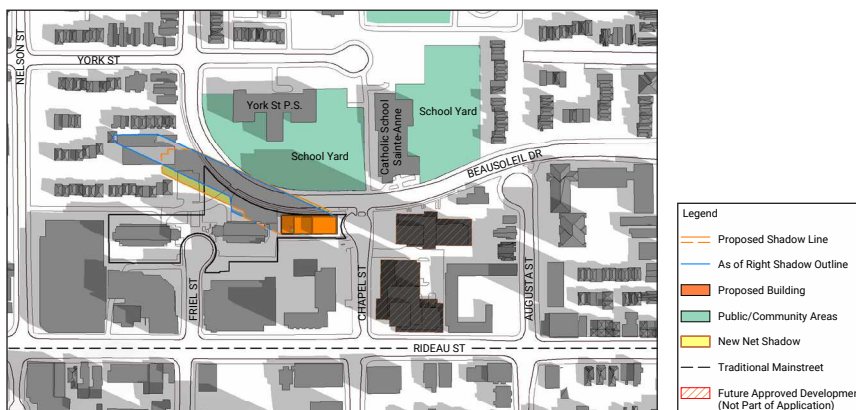 NELSON ST
YORK ST
York St P.S.
School Yard
Catholic School
Sainte-Anne
School Yard
BEAUSOLEIL DR
FRIEL ST
CHAPEL ST
AUGUSTA ST
RIDEAU ST
Legend
Proposed Shadow Line
As of Right Shadow Outline
Proposed Building
Public/Community Areas
New Net Shadow
Traditional Mainstreet
Future Approved Developmen
(Not Part of Application)